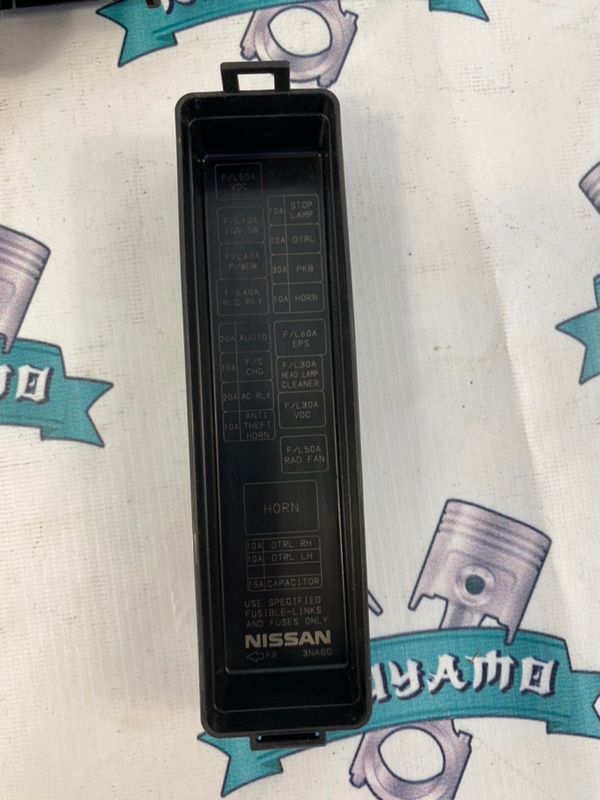 F/L50A
VDC
F/L40A
IGN SW
F/L40A
P/WDW
F/L40A
M/C RLY
10A STOP
LAMP
10A DTRL
30A PKB
10A HORN
20A AUDIO
10A F/S
CHG
20A AC RLY
10A ANTI
THEFT
HORN
F/L60A
EPS
F/L30A
HEAD LAMP
CLEANER
F/L30A
VDC
F/L50A
RAD FAN
HORN
10A DTRL RH
10A DTRL LH
15A CAPACITOR
USE SPECIFIED
FUSIBLE-LINKS
AND FUSES ONLY
NISSAN
FR 3NA0C
UYAMO